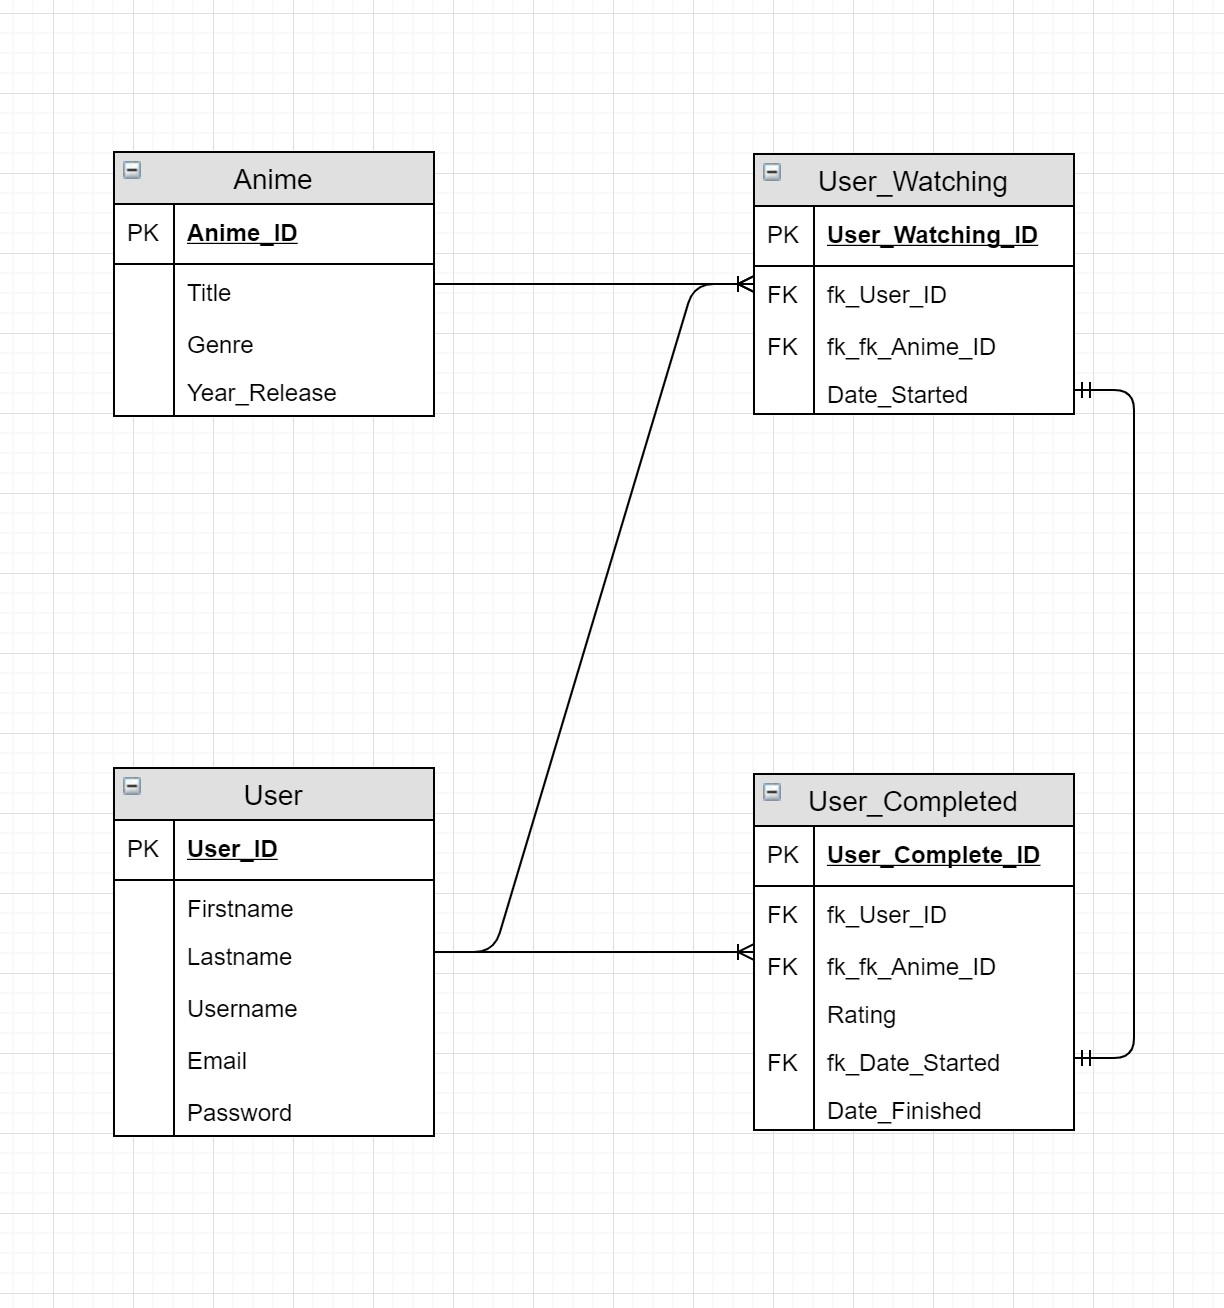 Anime
PK Anime_ID
Title
Genre
Year_Release
User_Watching
PK User_Watching_ID
FK fk_User_ID
FK fk_fk_Anime_ID
Date_Started
User
PK User_ID
Firstname
Lastname
Username
Email
Password
User_Completed
PK User_Complete_ID
FK fk_User_ID
FK fk_fk_Anime_ID
Rating
FK fk_Date_Started
Date_Finished